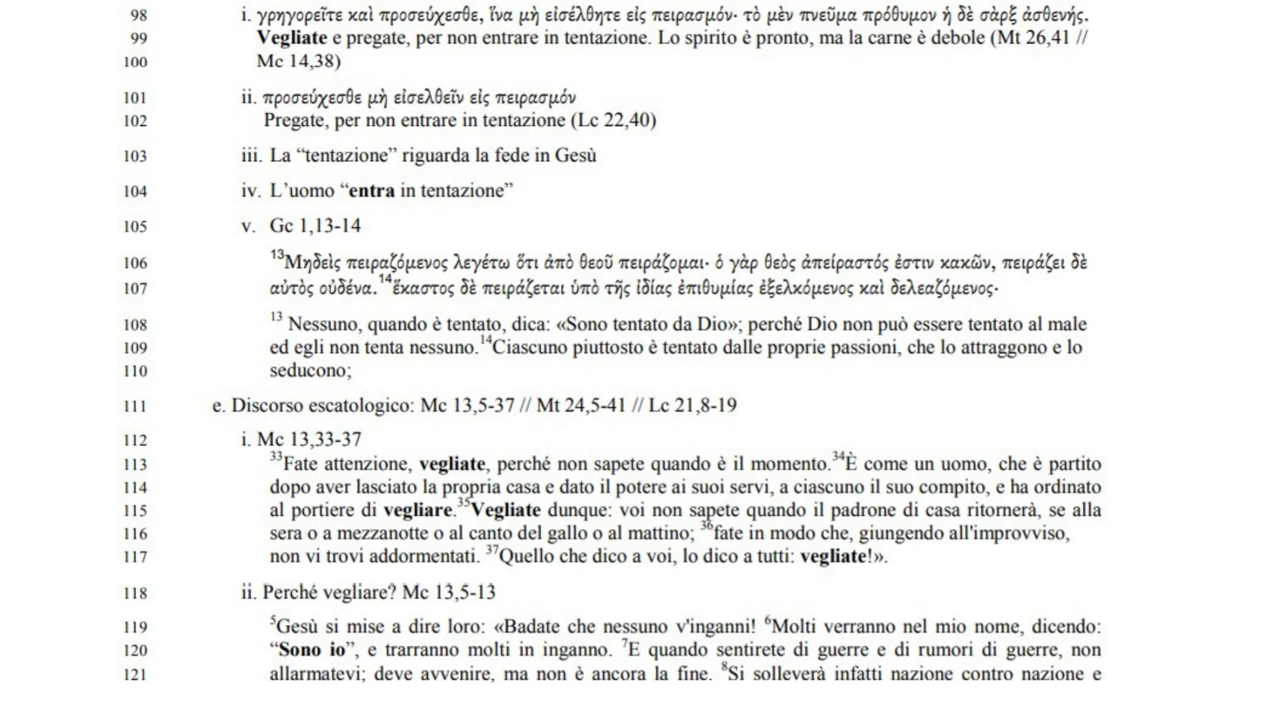 98 i. γρηγορεῖτε καὶ προσεύχεσθε, ἵνα μὴ εἰσέλθητε εἰς πειρασμόν· τὸ μὲν πνεῦμα πρόθυμον ἡ δὲ σὰρξ ἀσθενής.
99 Vegliate e pregate, per non entrare in tentazione. Lo spirito è pronto, ma la carne è debole (Mt 26,41 //
100 Mc 14,38)
101 ii. προσεύχεσθε μὴ εἰσελθεῖν εἰς πειρασμόν
102 Pregate, per non entrare in tentazione (Lc 22,40)
103 iii. La “tentazione” riguarda la fede in Gesù
104 iv. L’uomo “entra in tentazione”
105 v. Gc 1,13-14
106 ¹³Μηδεὶς πειραζόμενος λεγέτω ὅτι ἀπὸ θεοῦ πειράζομαι· ὁ γὰρ θεὸς ἀπείραστός ἐστιν κακῶν, πειράζει δὲ
107 αὐτὸς οὐδένα.¹⁴ἕκαστος δὲ πειράζεται ὑπὸ τῆς ἰδίας ἐπιθυμίας ἐξελκόμενος καὶ δελεαζόμενος·
108 ¹³ Nessuno, quando è tentato, dica: «Sono tentato da Dio»; perché Dio non può essere tentato al male
109 ed egli non tenta nessuno.¹⁴Ciascuno piuttosto è tentato dalle proprie passioni, che lo attraggono e lo
110 seducono;
111 e. Discorso escatologico: Mc 13,5-37 // Mt 24,5-41 // Lc 21,8-19
112 i. Mc 13,33-37
113 ³³Fate attenzione, vegliate, perché non sapete quando è il momento.³⁴È come un uomo, che è partito
114 dopo aver lasciato la propria casa e dato il potere ai suoi servi, a ciascuno il suo compito, e ha ordinato
115 al portiere di vegliare.³⁵Vegliate dunque: voi non sapete quando il padrone di casa ritornerà, se alla
116 sera o a mezzanotte o al canto del gallo o al mattino; ³⁶fate in modo che, giungendo all'improvviso,
117 non vi trovi addormentati. ³⁷Quello che dico a voi, lo dico a tutti: vegliate!».
118 ii. Perché vegliare? Mc 13,5-13
119 ⁵Gesù si mise a dire loro: «Badate che nessuno v'inganni! ⁶Molti verranno nel mio nome, dicendo:
120 “Sono io”, e trarranno molti in inganno. ⁷E quando sentirete di guerre e di rumori di guerre, non
121 allarmatevi; deve avvenire, ma non è ancora la fine. ⁸Si solleverà infatti nazione contro nazione e